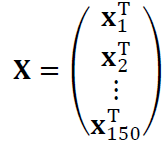 X = ( x₁ᵀ
x₂ᵀ
⋮
x₁₅₀ᵀ )